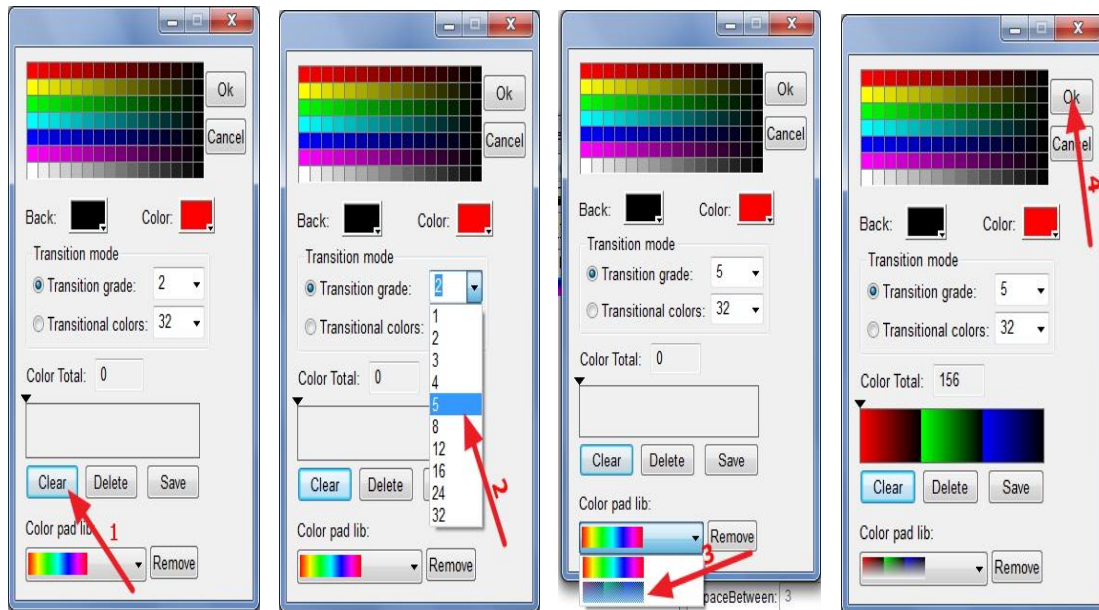 Ok
Cancel
Back:
Color:
Transition mode
Transition grade: 2
Transitional colors: 32
Color Total: 0
Clear Delete Save
1
Color pad lib:
Remove
Ok
Cancel
Back:
Color:
Transition mode
Transition grade: 2
Transitional colors:
1
2
3
4
5
8
12
16
24
32
Color Total: 0
Clear Delete
2
Color pad lib:
Remove
Ok
Cancel
Back:
Color:
Transition mode
Transition grade: 5
Transitional colors: 32
Color Total: 0
Clear Delete Save
Color pad lib:
Remove
3
paceBetween: 3
Ok
Cancel
4
Back:
Color:
Transition mode
Transition grade: 5
Transitional colors: 32
Color Total: 156
Clear Delete Save
Color pad lib:
Remove